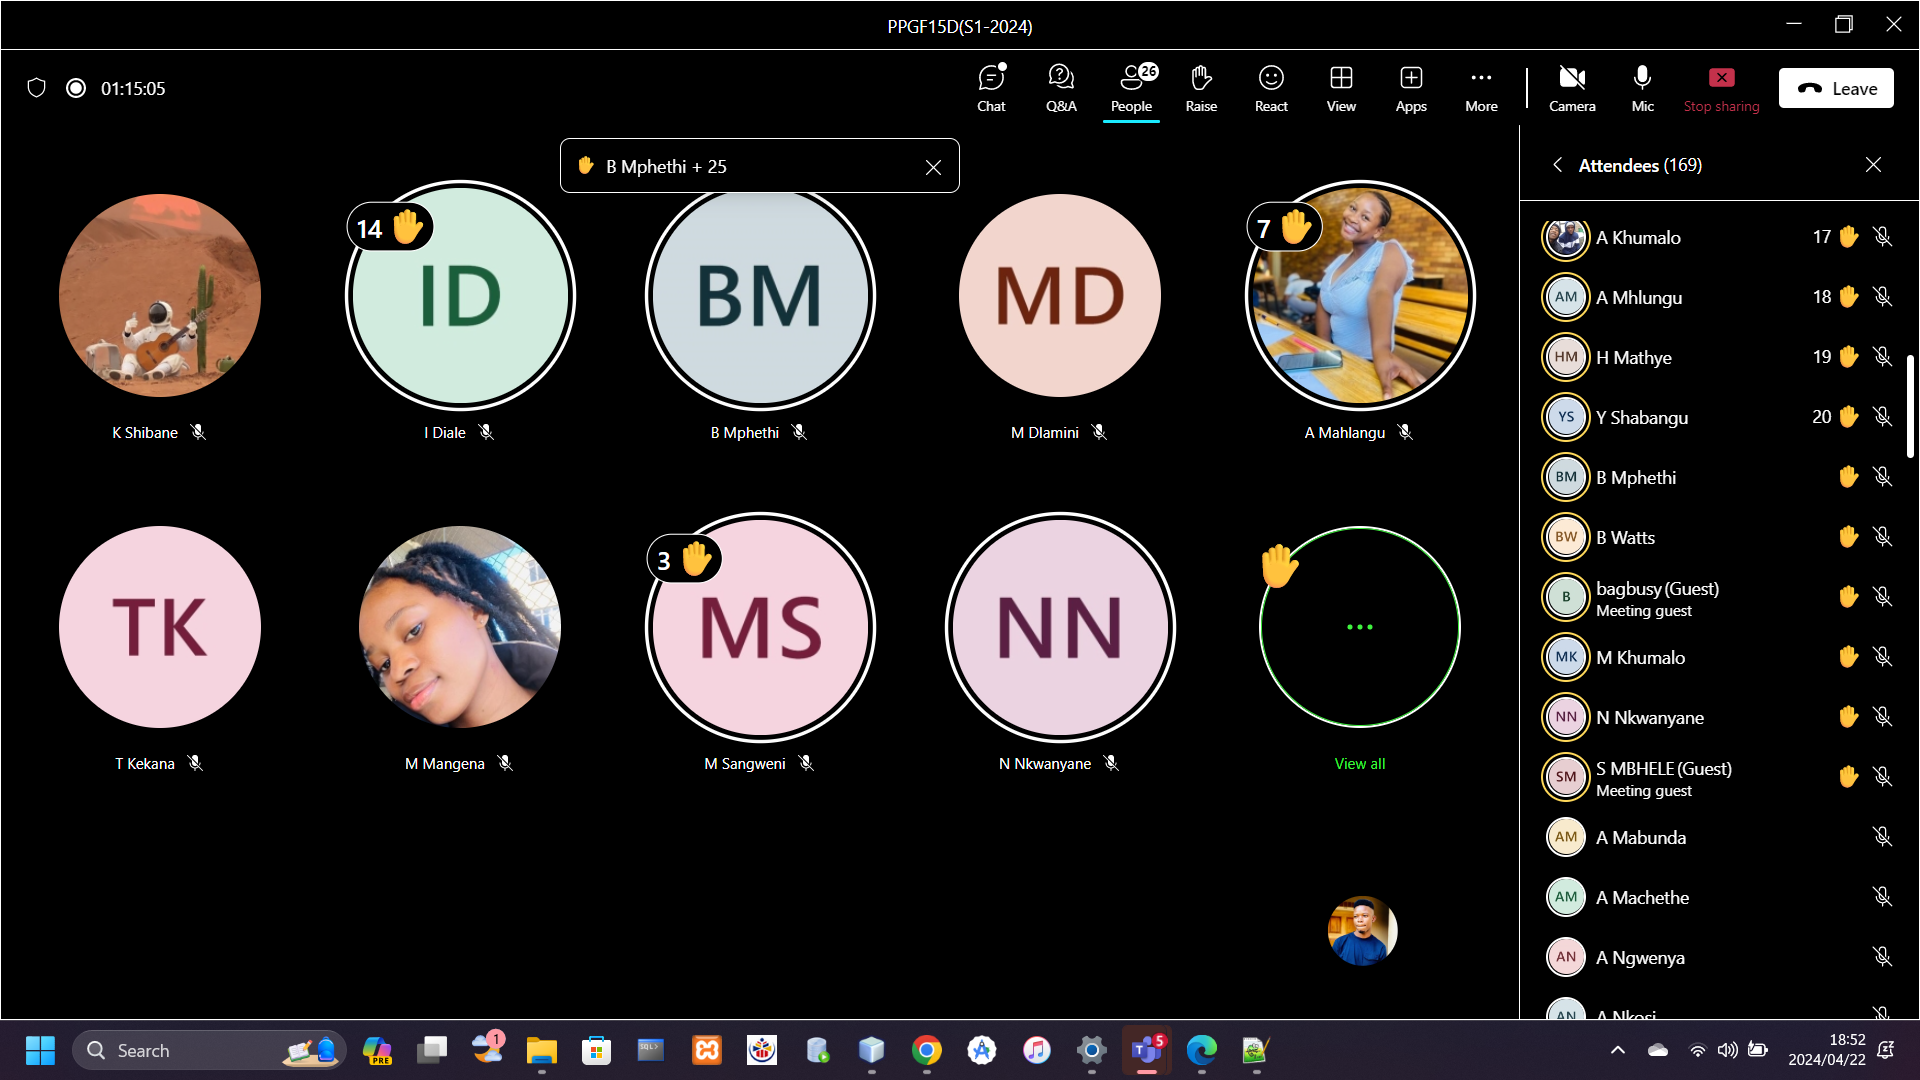 PPGF15D(S1-2024)
01:15:05
Chat
Q&A
26
People
Raise
React
View
Apps
More
Camera
Mic
Stop sharing
Leave
B Mphethi + 25
14
ID
BM
MD
7
K Shibane
I Diale
B Mphethi
M Dlamini
A Mahlangu
TK
3
MS
NN
T Kekana
M Mangena
M Sangweni
N Nkwanyane
View all
Attendees (169)
A Khumalo 17
AM A Mhlungu 18
HM H Mathye 19
YS Y Shabangu 20
BM B Mphethi
BW B Watts
B bagbusy (Guest)
Meeting guest
MK M Khumalo
NN N Nkwanyane
SM S MBHELE (Guest)
Meeting guest
AM A Mabunda
AM A Machethe
AN A Ngwenya
AN A Nkosi
Search
PRE
1
SQL>
5
18:52
2024/04/22